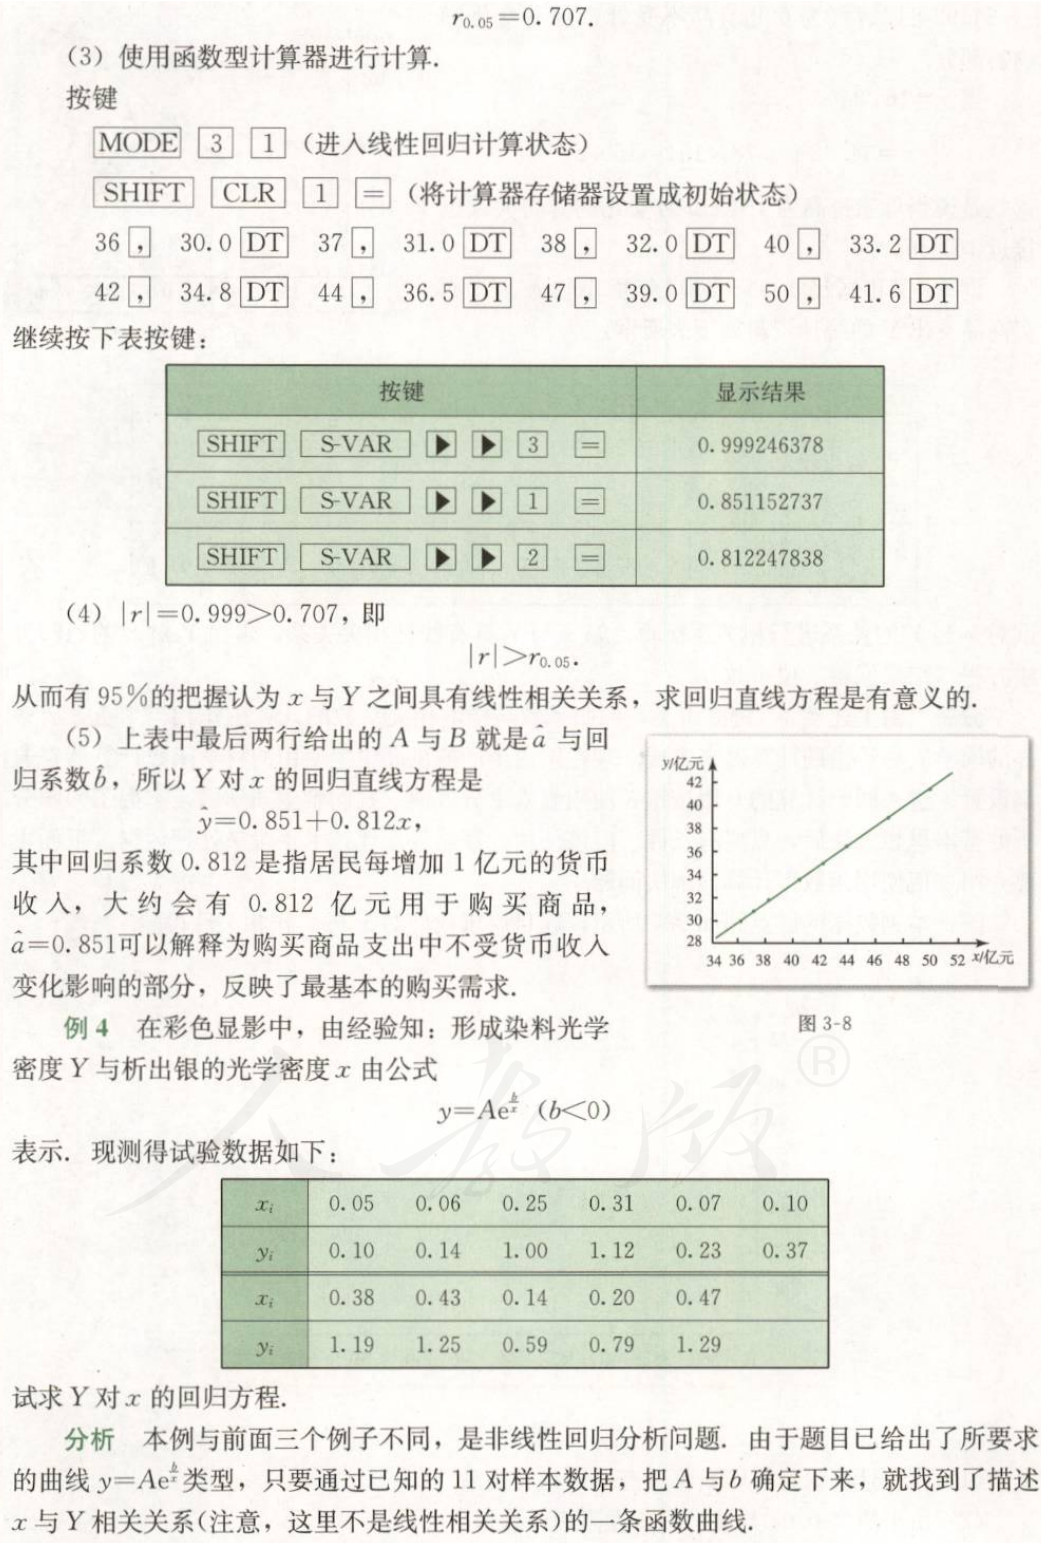 r₀.₀₅=0.707.
(3) 使用函数型计算器进行计算.
按键
MODE 3 1 (进入线性回归计算状态)
SHIFT CLR 1 = (将计算器存储器设置成初始状态)
36 , 30.0 DT 37 , 31.0 DT 38 , 32.0 DT 40 , 33.2 DT
42 , 34.8 DT 44 , 36.5 DT 47 , 39.0 DT 50 , 41.6 DT
继续按下表按键:
按键 显示结果
SHIFT S-VAR ▶ ▶ 3 = 0.999246378
SHIFT S-VAR ▶ ▶ 1 = 0.851152737
SHIFT S-VAR ▶ ▶ 2 = 0.812247838
(4) |r|=0.999>0.707, 即
|r|>r₀.₀₅.
从而有 95%的把握认为 x 与 Y 之间具有线性相关关系，求回归直线方程是有意义的.
(5) 上表中最后两行给出的 A 与 B 就是 â 与回
归系数b̂，所以 Y 对 x 的回归直线方程是
ŷ=0.851+0.812x,
其中回归系数 0.812 是指居民每增加 1 亿元的货币
收入，大约会有 0.812 亿元用于购买商品，
â=0.851可以解释为购买商品支出中不受货币收入
变化影响的部分，反映了最基本的购买需求.
y/亿元
42
40
38
36
34
32
30
28
34 36 38 40 42 44 46 48 50 52 x/亿元
图 3-8
例 4 在彩色显影中，由经验知：形成染料光学
密度 Y 与析出银的光学密度 x 由公式
y=Ae^{b/x} (b<0)
表示. 现测得试验数据如下:
xᵢ 0.05 0.06 0.25 0.31 0.07 0.10
yᵢ 0.10 0.14 1.00 1.12 0.23 0.37
xᵢ 0.38 0.43 0.14 0.20 0.47
yᵢ 1.19 1.25 0.59 0.79 1.29
试求 Y 对 x 的回归方程.
分析 本例与前面三个例子不同，是非线性回归分析问题. 由于题目已给出了所要求
的曲线 y=Ae^{b/x} 类型，只要通过已知的 11 对样本数据，把 A 与 b 确定下来，就找到了描述
x 与 Y 相关关系(注意，这里不是线性相关关系)的一条函数曲线.
人教版®